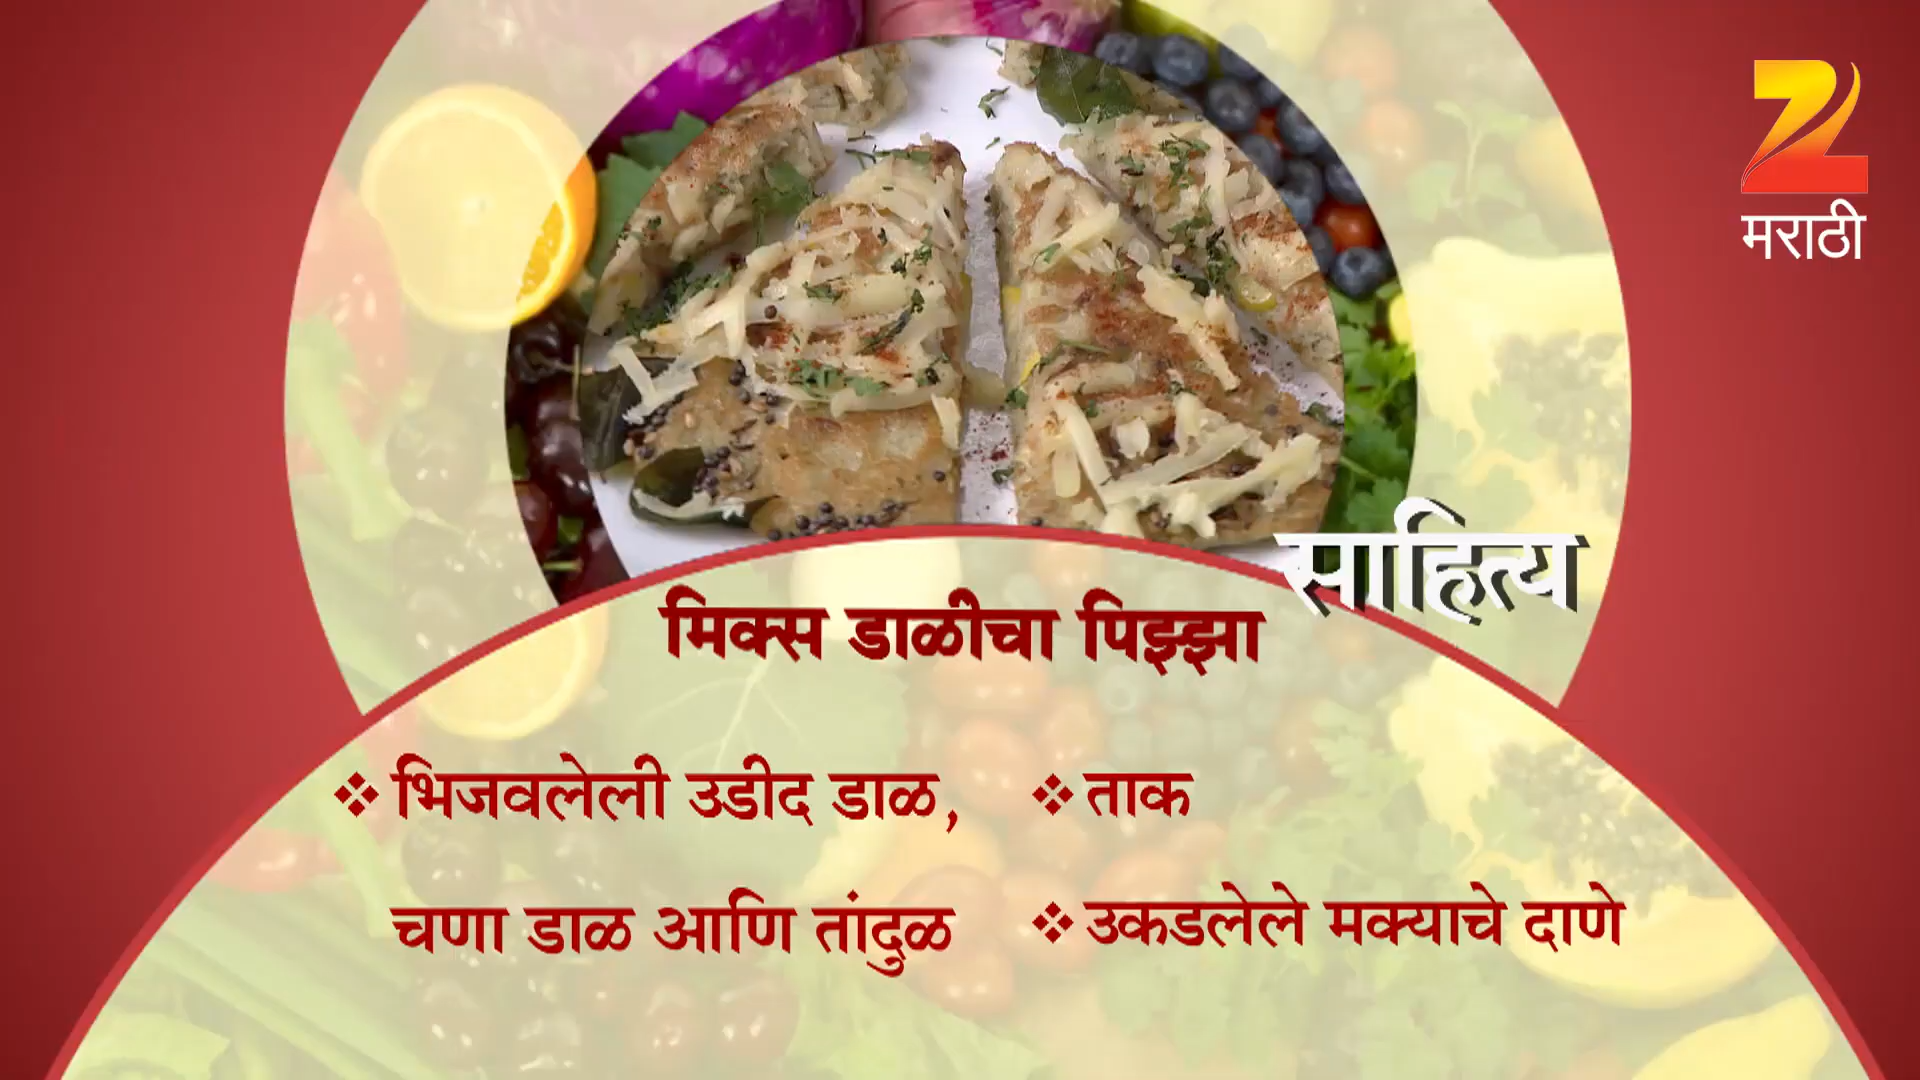 मराठी
साहित्य
मिक्स डाळींचा पिझ्झा
❖ भिजवलेली उडीद डाळ,
चणा डाळ आणि तांदुळ
❖ ताक
❖ उकडलेले मक्याचे दाणे